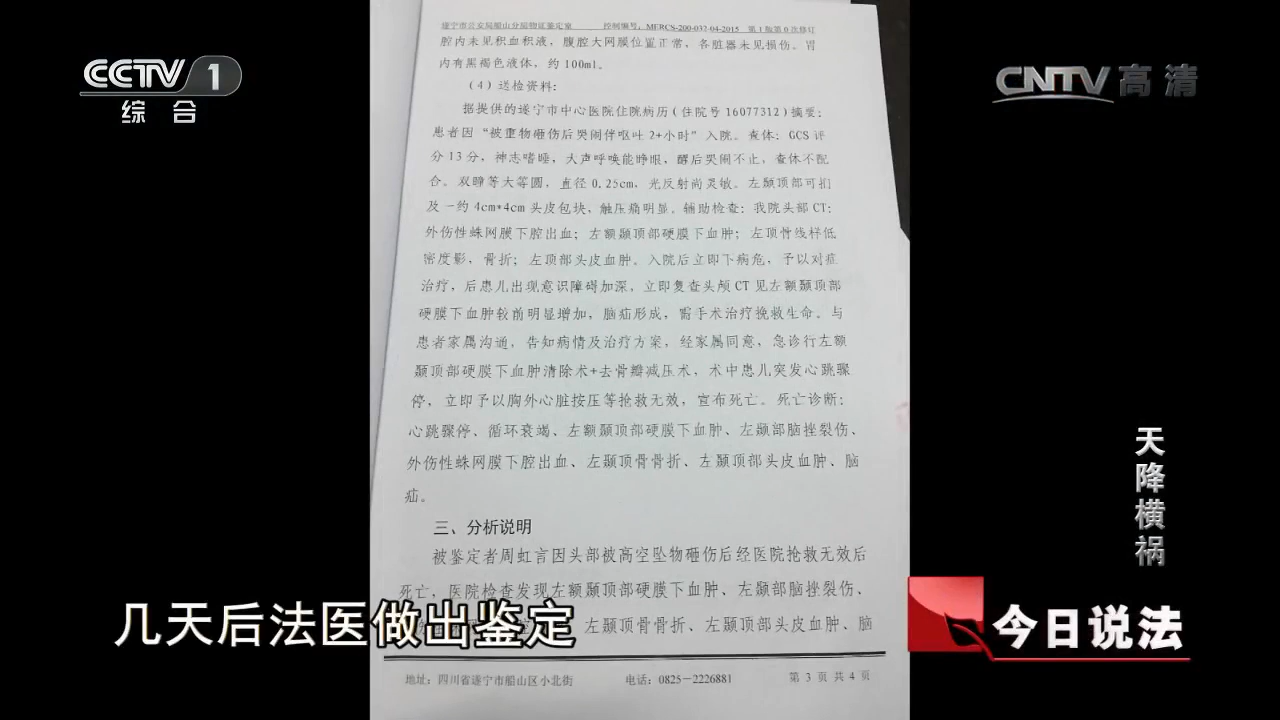 遂宁市公安局船山分局物证鉴定室 控制编号：MERCS-200-032-04-2015 第1版第0次修订
腔内未见积血积液，腹腔大网膜位置正常，各脏器未见损伤。胃
内有黑褐色液体，约100ml。
（4）送检资料：
据提供的遂宁市中心医院住院病历（住院号16077312）摘要：
患者因“被重物砸伤后哭闹伴呕吐2+小时”入院。查体：GCS评
分13分，神志嗜睡，大声呼唤能睁眼，醒后哭闹不止，查体不配
合。双瞳等大等圆，直径0.25cm，光反射尚灵敏。左颞顶部可扪
及一约4cm*4cm头皮包块，触压痛明显。辅助检查：我院头部CT：
外伤性蛛网膜下腔出血；左额颞顶部硬膜下血肿；左顶骨线样低
密度影，骨折；左顶部头皮血肿。入院后立即下病危，予以对症
治疗，后患儿出现意识障碍加深，立即复查头颅CT见左额颞顶部
硬膜下血肿较前明显增加，脑疝形成，需手术治疗挽救生命。与
患者家属沟通，告知病情及治疗方案，经家属同意，急诊行左额
颞顶部硬膜下血肿清除术+去骨瓣减压术，术中患儿突发心跳骤
停，立即予以胸外心脏按压等抢救无效，宣布死亡。死亡诊断：
心跳骤停、循环衰竭、左额颞顶部硬膜下血肿、左颞部脑挫裂伤、
外伤性蛛网膜下腔出血、左颞顶骨骨折、左颞顶部头皮血肿、脑
疝。
三、分析说明
被鉴定者周虹言因头部被高空坠物砸伤后经医院抢救无效后
死亡，医院检查发现左额颞顶部硬膜下血肿、左颞部脑挫裂伤、
左颞顶骨骨折、左颞顶部头皮血肿、脑
地址：四川省遂宁市船山区小北街 电话：0825-2226881 第 3 页 共 4 页
CCTV 1
综合
CNTV 高清
天降横祸
几天后法医做出鉴定
今日说法